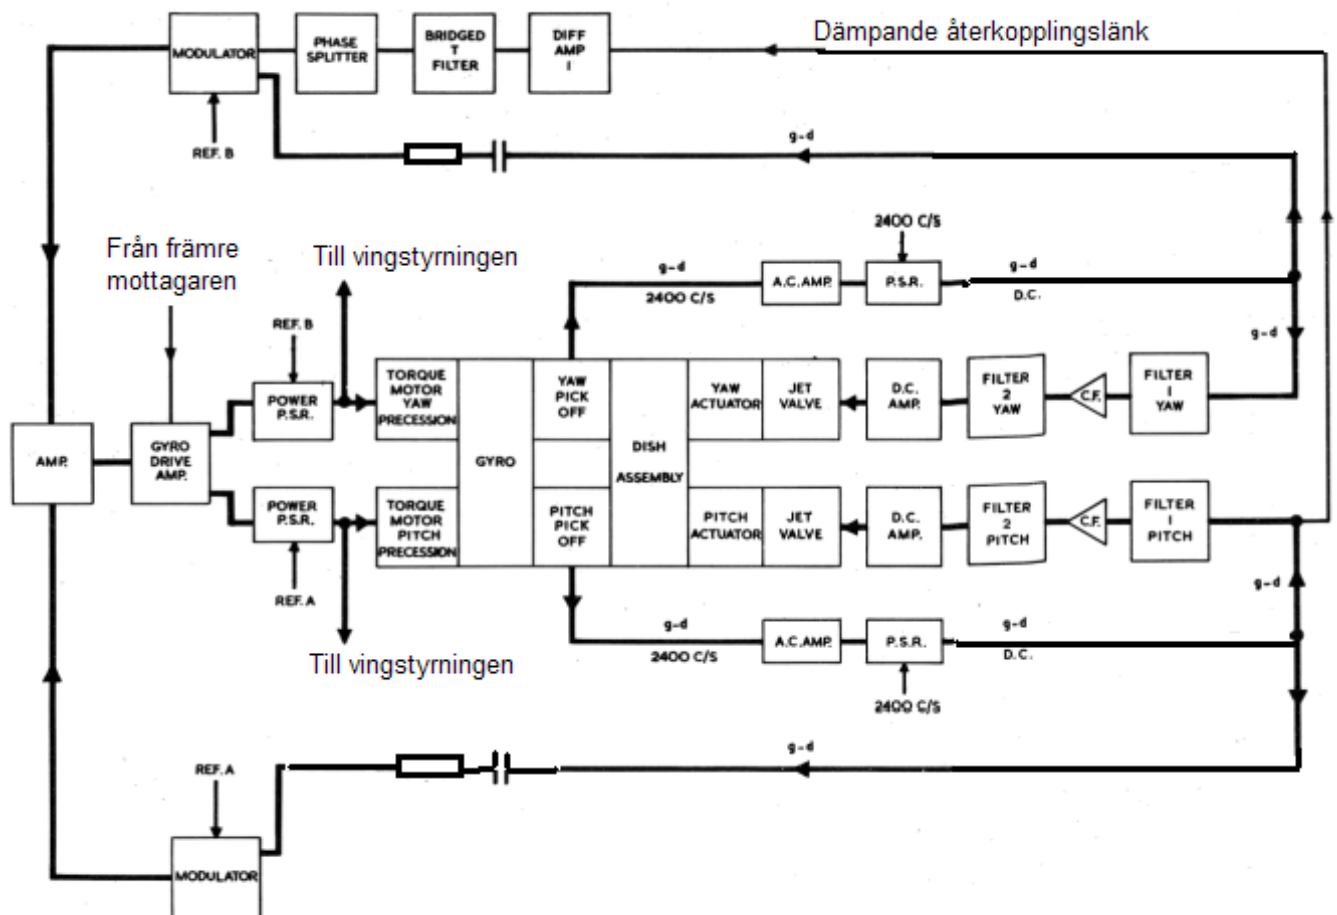 Dämpande återkopplingslänk
MODULATOR
PHASE
SPLITTER
BRIDGED
T
FILTER
DIFF
AMP
I
REF. B
g-d
Från främre
mottagaren
Till vingstyrningen
2400 C/S
g-d
2400 C/S
A.C. AMP.
P.S.R.
g-d
D.C.
g-d
REF. B
POWER
P.S.R.
TORQUE
MOTOR
YAW
PRECESSION
YAW
PICK
OFF
YAW
ACTUATOR
JET
VALVE
D.C.
AMP.
FILTER
2
YAW
C.F.
FILTER
I
YAW
AMP.
GYRO
DRIVE
AMP.
GYRO
DISH
ASSEMBLY
POWER
P.S.R.
TORQUE
MOTOR
PITCH
PRECESSION
PITCH
PICK
OFF
PITCH
ACTUATOR
JET
VALVE
D.C.
AMP.
FILTER
2
PITCH
C.F.
FILTER
I
PITCH
REF. A
g-d
Till vingstyrningen
g-d
2400 C/S
A.C. AMP.
P.S.R.
g-d
D.C.
2400 C/S
g-d
REF. A
MODULATOR